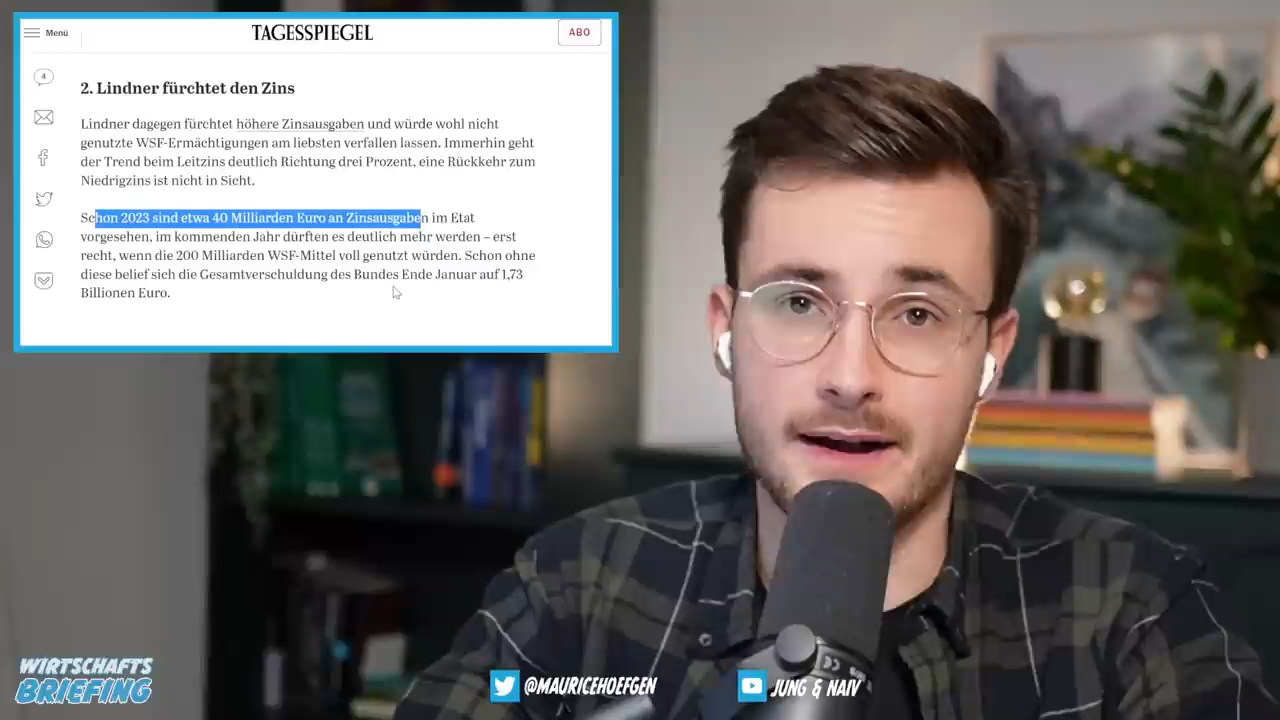 Menü
TAGESSPIEGEL
ABO
4
2. Lindner fürchtet den Zins
Lindner dagegen fürchtet höhere Zinsausgaben und würde wohl nicht
genutzte WSF-Ermächtigungen am liebsten verfallen lassen. Immerhin geht
der Trend beim Leitzins deutlich Richtung drei Prozent, eine Rückkehr zum
Niedrigzins ist nicht in Sicht.
Schon 2023 sind etwa 40 Milliarden Euro an Zinsausgaben im Etat
vorgesehen, im kommenden Jahr dürften es deutlich mehr werden – erst
recht, wenn die 200 Milliarden WSF-Mittel voll genutzt würden. Schon ohne
diese belief sich die Gesamtverschuldung des Bundes Ende Januar auf 1,73
Billionen Euro.
WIRTSCHAFTS
BRIEFING
@MAURICEHOEFGEN
JUNG & NAIV